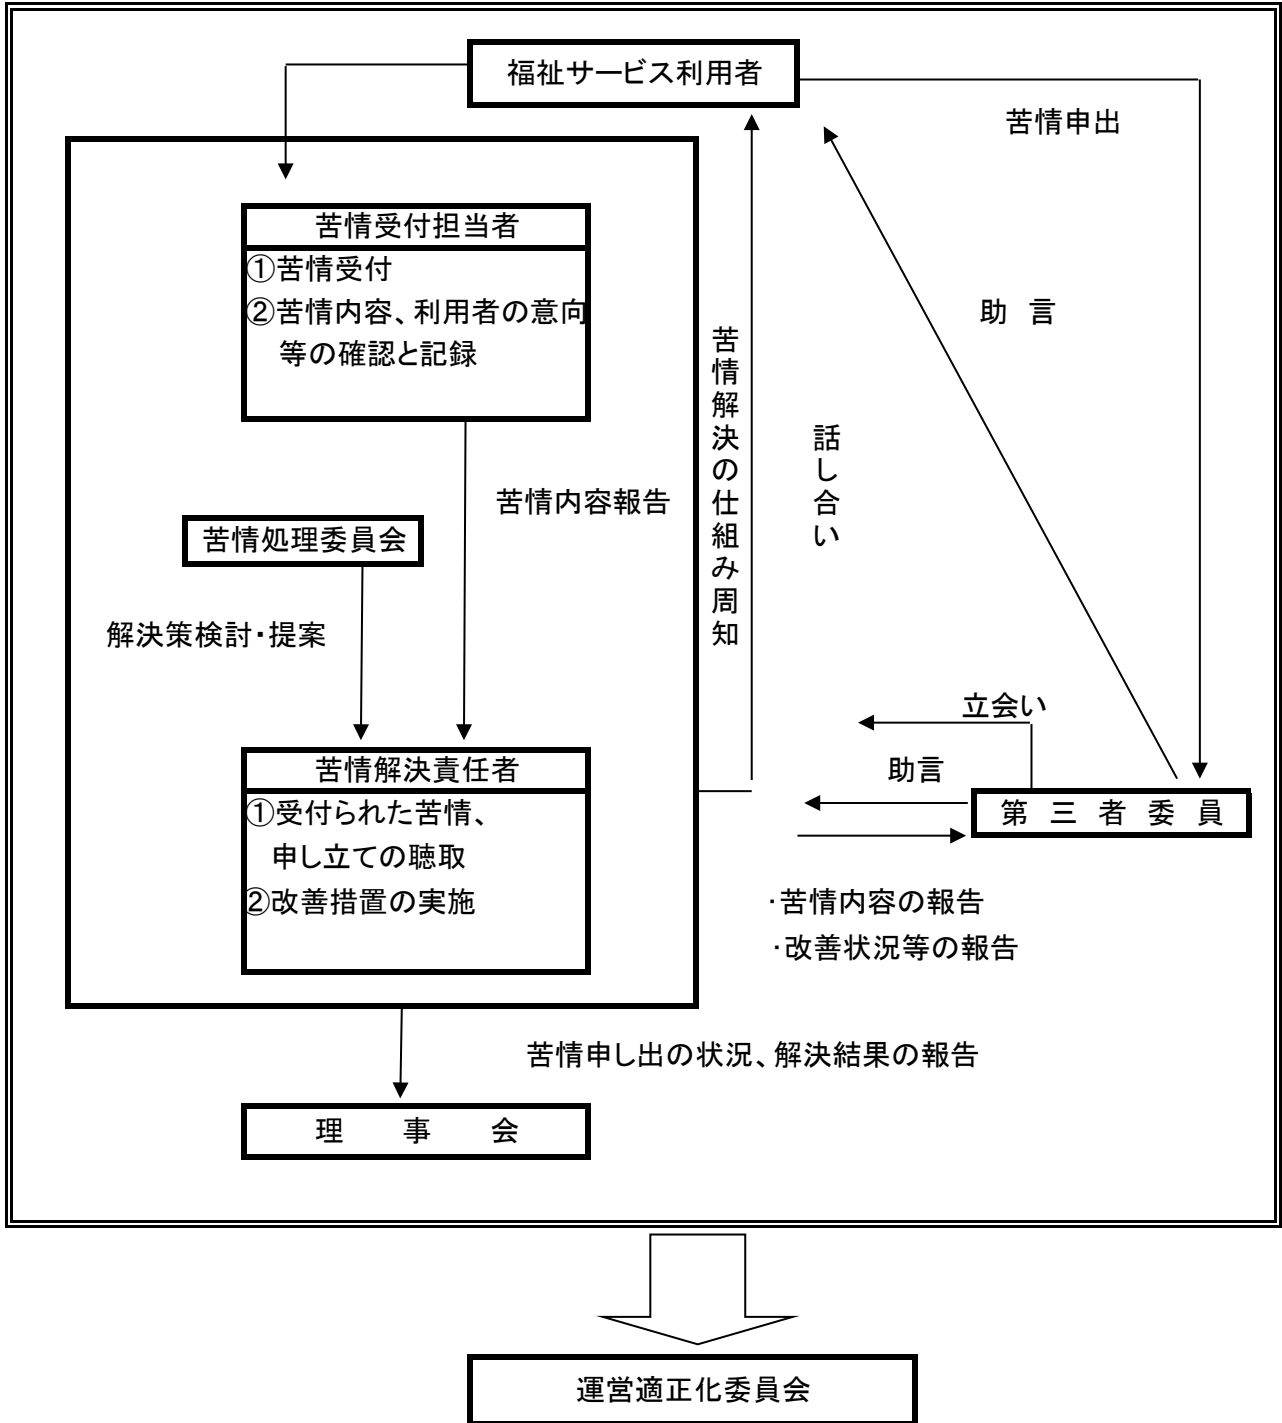 福祉サービス利用者
苦情申出
苦情受付担当者
①苦情受付
②苦情内容、利用者の意向
等の確認と記録
助　言
苦情解決の仕組み周知
話し合い
苦情内容報告
苦情処理委員会
解決策検討・提案
立会い
苦情解決責任者
助言
①受付られた苦情、
申し立ての聴取
②改善措置の実施
第　三　者　委　員
・苦情内容の報告
・改善状況等の報告
苦情申し出の状況、解決結果の報告
理　　事　　会
運営適正化委員会